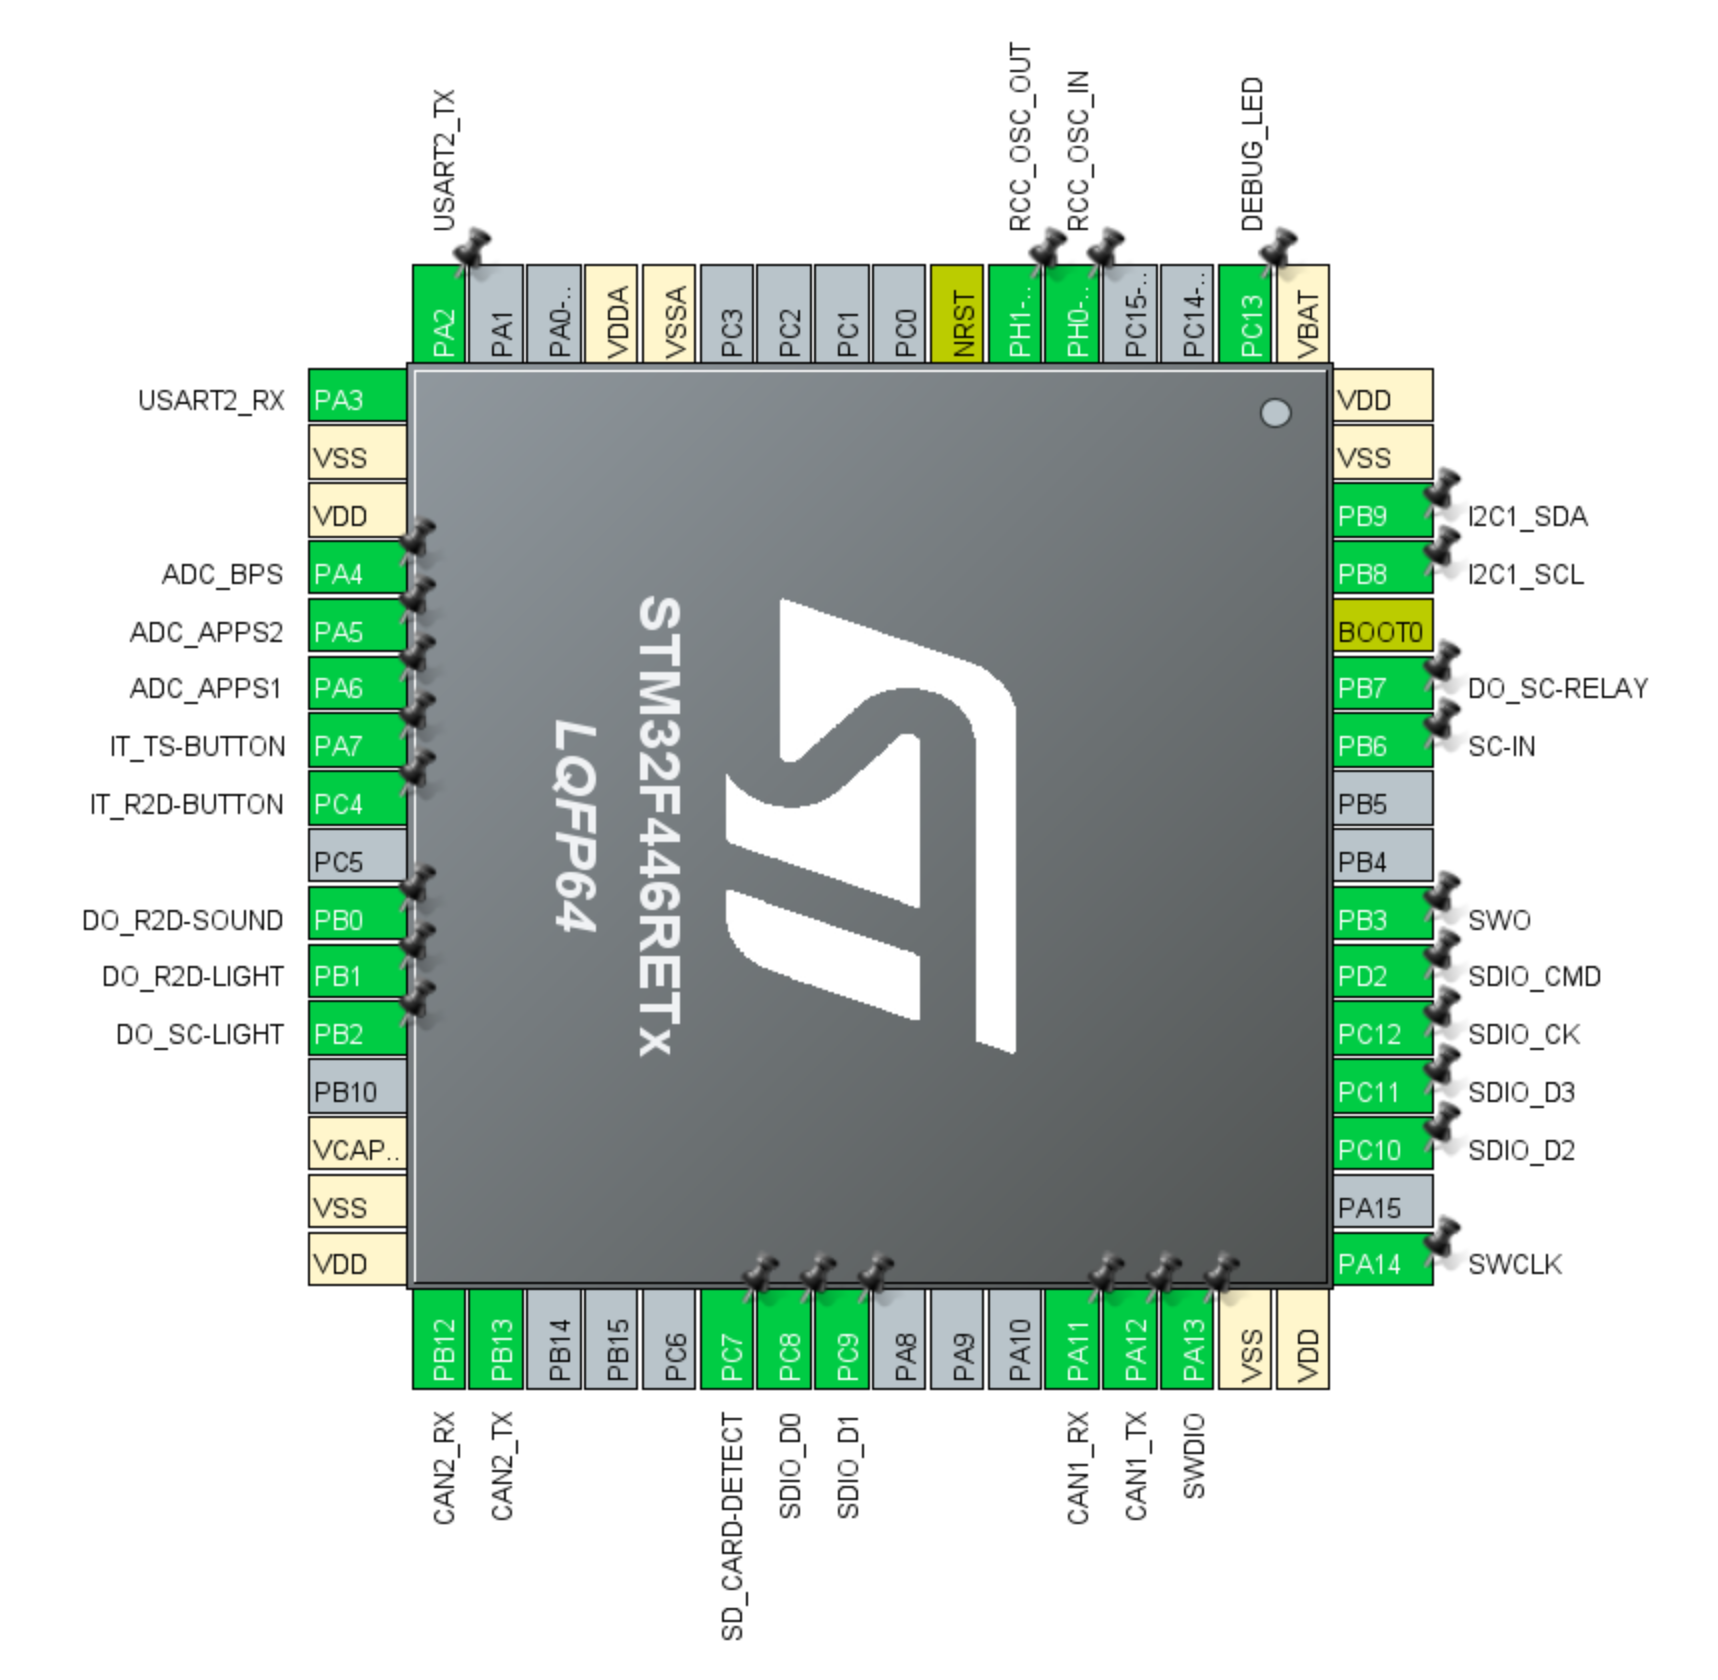 USART2_TX
RCC_OSC_OUT
RCC_OSC_IN
DEBUG_LED
PA2
PA1
PA0-..
VDDA
VSSA
PC3
PC2
PC1
PC0
NRST
PH1-..
PH0-..
PC15-..
PC14-..
PC13
VBAT
USART2_RX PA3
VSS
VDD
ADC_BPS PA4
ADC_APPS2 PA5
ADC_APPS1 PA6
IT_TS-BUTTON PA7
IT_R2D-BUTTON PC4
PC5
DO_R2D-SOUND PB0
DO_R2D-LIGHT PB1
DO_SC-LIGHT PB2
PB10
VCAP..
VSS
VDD
STM32F446RETx
LQFP64
VDD
VSS
PB9 I2C1_SDA
PB8 I2C1_SCL
BOOT0
PB7 DO_SC-RELAY
PB6 SC-IN
PB5
PB4
PB3 SWO
PD2 SDIO_CMD
PC12 SDIO_CK
PC11 SDIO_D3
PC10 SDIO_D2
PA15
PA14 SWCLK
PB12
PB13
PB14
PB15
PC6
PC7
PC8
PC9
PA8
PA9
PA10
PA11
PA12
PA13
VSS
VDD
CAN2_RX
CAN2_TX
SD_CARD-DETECT
SDIO_D0
SDIO_D1
CAN1_RX
CAN1_TX
SWDIO